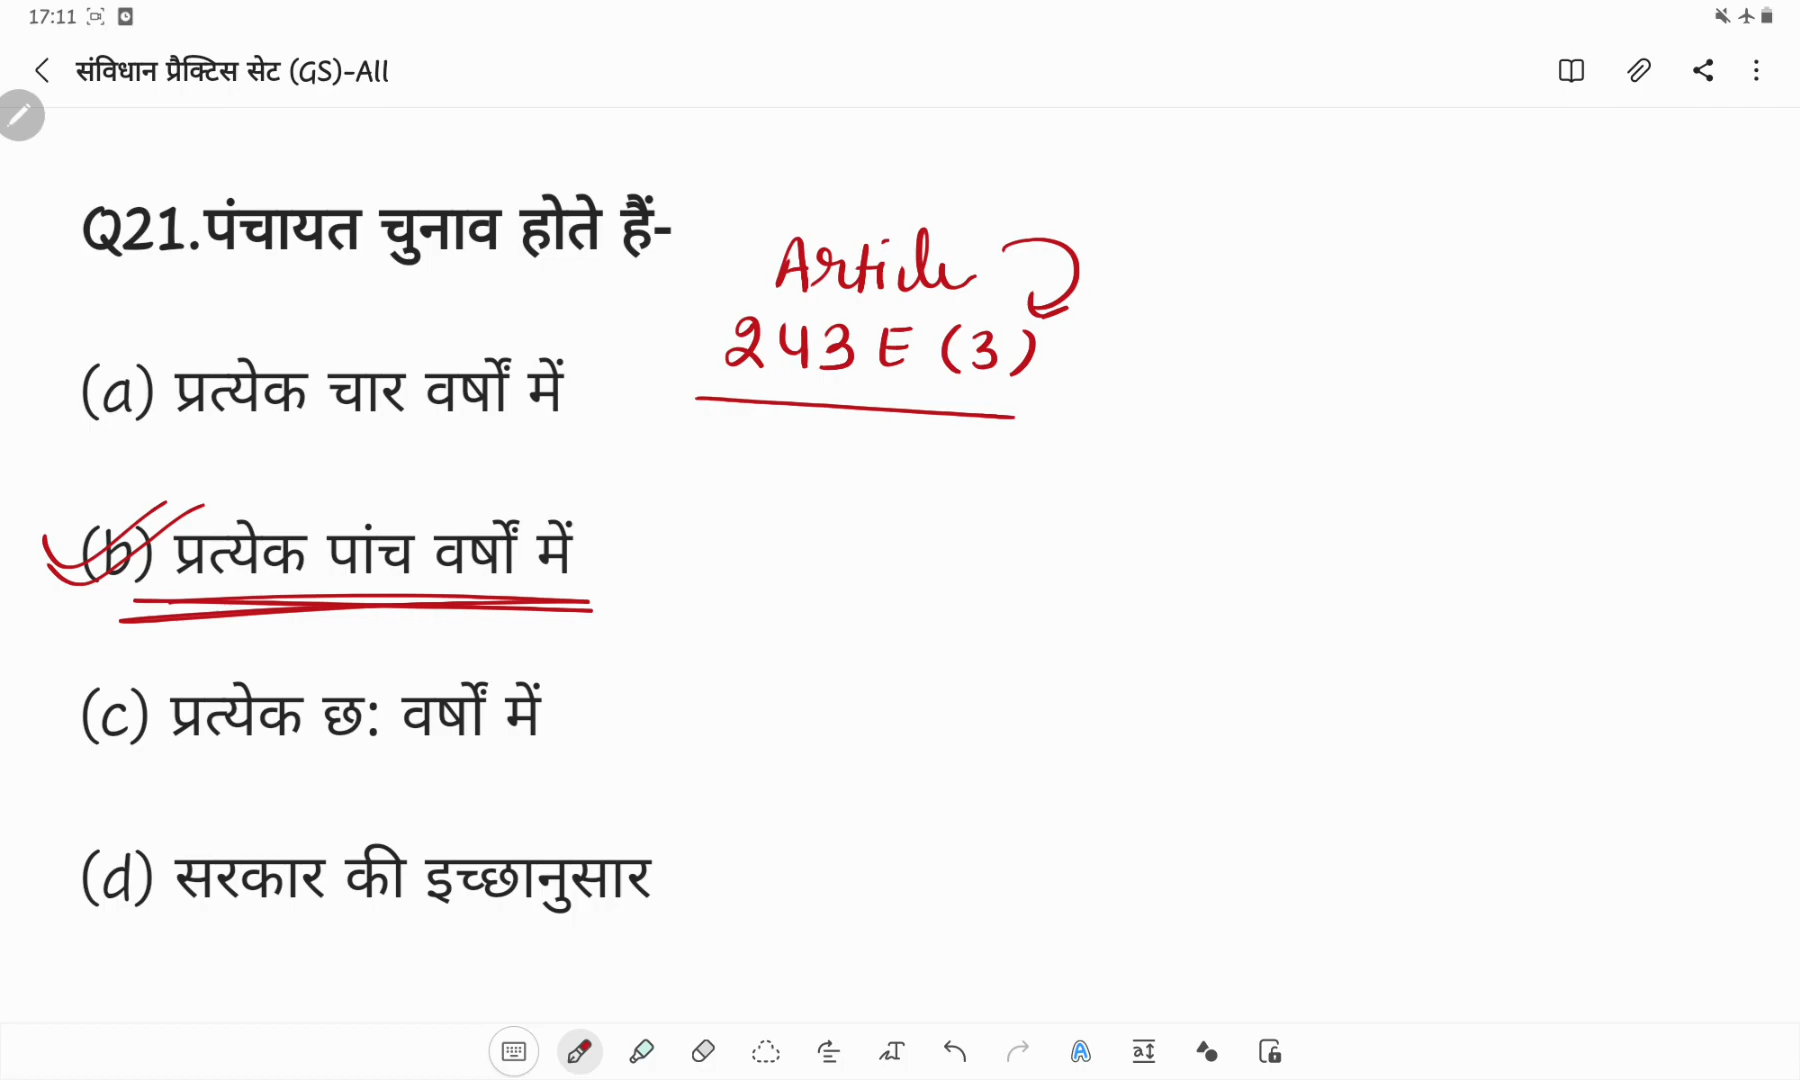 17:11
संविधान प्रैक्टिस सेट (GS)-All
Q21.पंचायत चुनाव होते हैं-
Article
243 E (3)
(a) प्रत्येक चार वर्षों में
(b) प्रत्येक पांच वर्षों में
(c) प्रत्येक छ: वर्षों में
(d) सरकार की इच्छानुसार